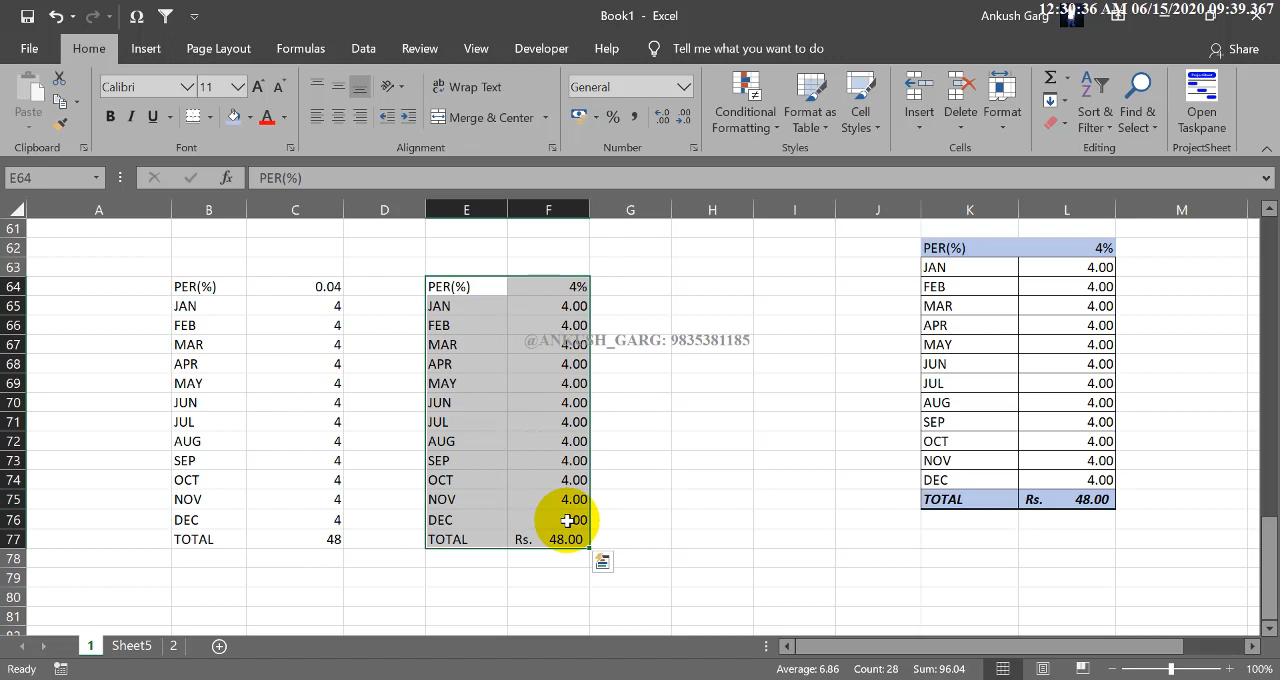 Book1 - Excel
Ankush Garg
12:30:36 AM 06/15/2020 09:39.367
File Home Insert Page Layout Formulas Data Review View Developer Help Tell me what you want to do Share
Paste
Calibri 11
B I U
Wrap Text
Merge & Center
General
Conditional Formatting
Format as Table
Cell Styles
Insert
Delete
Format
Sort & Filter
Find & Select
Open Taskpane
Clipboard Font Alignment Number Styles Cells Editing ProjectSheet
E64 fx PER(%)
A B C D E F G H I J K L M
61
62 PER(%) 4%
63 JAN 4.00
64 PER(%) 0.04 PER(%) 4% FEB 4.00
65 JAN 4 JAN 4.00 MAR 4.00
66 FEB 4 FEB 4.00 APR 4.00
67 MAR 4 MAR 4.00 MAY 4.00
@ANKUSH_GARG: 9835381185
68 APR 4 APR 4.00 JUN 4.00
69 MAY 4 MAY 4.00 JUL 4.00
70 JUN 4 JUN 4.00 AUG 4.00
71 JUL 4 JUL 4.00 SEP 4.00
72 AUG 4 AUG 4.00 OCT 4.00
73 SEP 4 SEP 4.00 NOV 4.00
74 OCT 4 OCT 4.00 DEC 4.00
75 NOV 4 NOV 4.00 TOTAL Rs. 48.00
76 DEC 4 DEC
77 TOTAL 48 TOTAL Rs. 48.00
78
79
80
81
1 Sheet5 2
Ready Average: 6.86 Count: 28 Sum: 96.04 100%